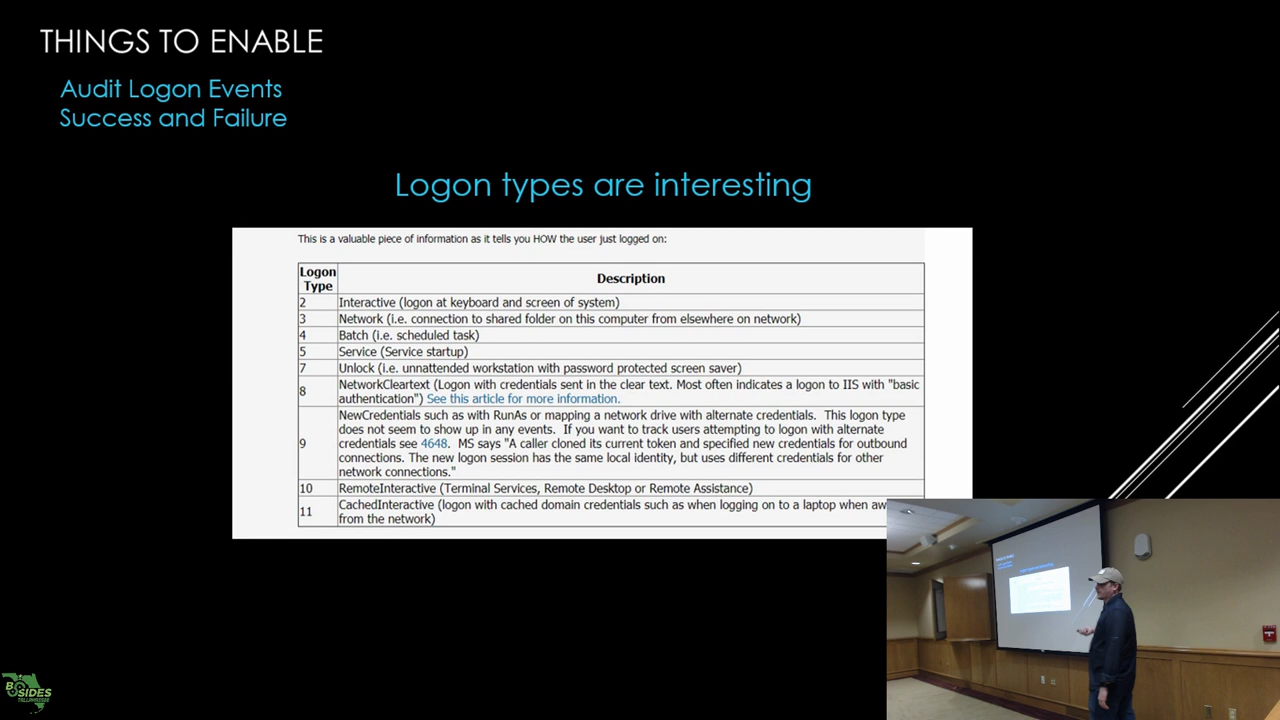 THINGS TO ENABLE
Audit Logon Events
Success and Failure
Logon types are interesting
This is a valuable piece of information as it tells you HOW the user just logged on:
Logon Type Description
2 Interactive (logon at keyboard and screen of system)
3 Network (i.e. connection to shared folder on this computer from elsewhere on network)
4 Batch (i.e. scheduled task)
5 Service (Service startup)
7 Unlock (i.e. unnattended workstation with password protected screen saver)
8 NetworkCleartext (Logon with credentials sent in the clear text. Most often indicates a logon to IIS with "basic
authentication") See this article for more information.
9 NewCredentials such as with RunAs or mapping a network drive with alternate credentials.  This logon type
does not seem to show up in any events.  If you want to track users attempting to logon with alternate
credentials see 4648.  MS says "A caller cloned its current token and specified new credentials for outbound
connections. The new logon session has the same local identity, but uses different credentials for other
network connections."
10 RemoteInteractive (Terminal Services, Remote Desktop or Remote Assistance)
11 CachedInteractive (logon with cached domain credentials such as when logging on to a laptop when aw
from the network)
BSIDES
TALLAHASSEE